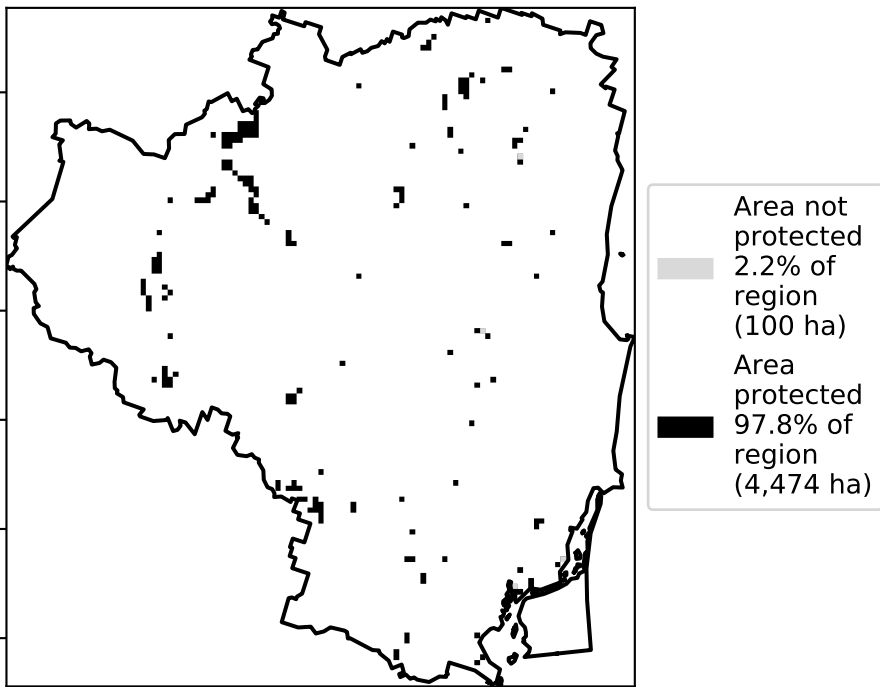 Area not
protected
2.2% of
region
(100 ha)
Area
protected
97.8% of
region
(4,474 ha)